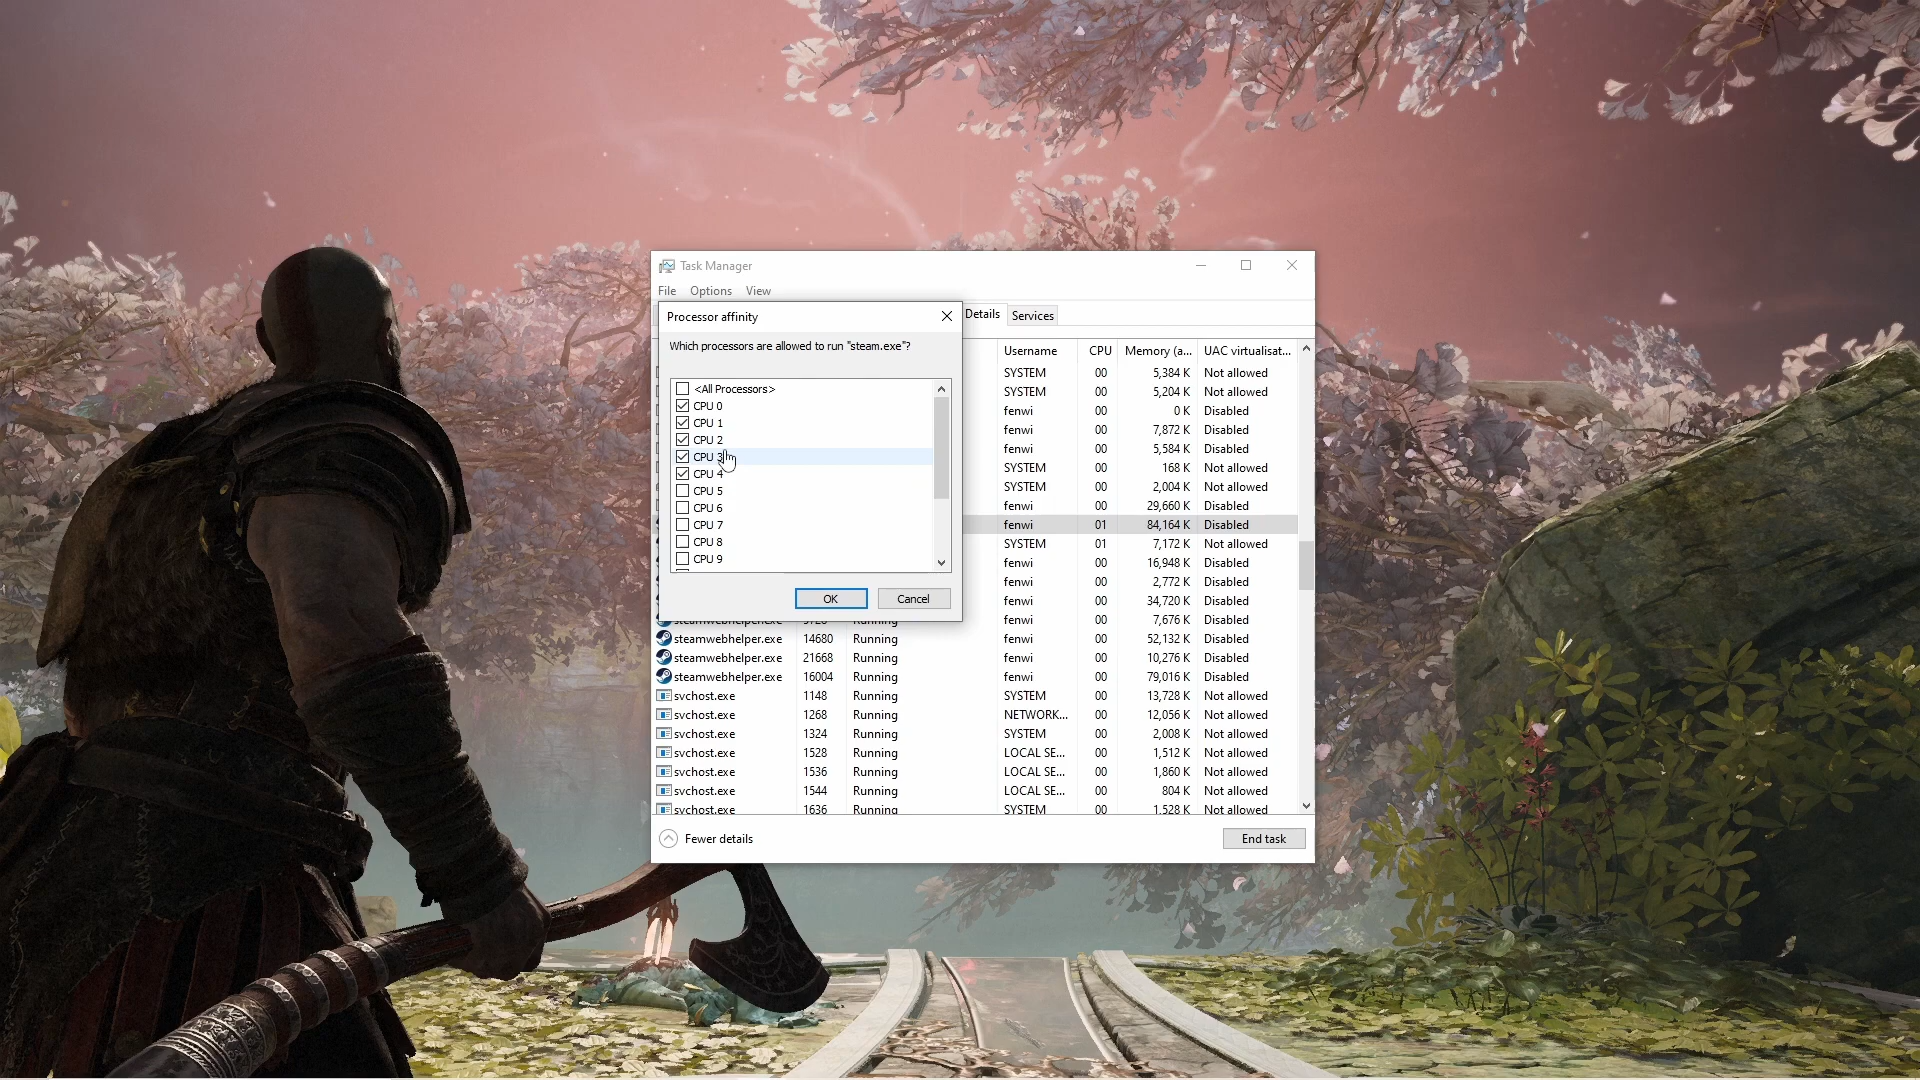 Task Manager
File Options View
Processor affinity
Details Services
Which processors are allowed to run "steam.exe"?
Username CPU Memory (a... UAC virtualisat...
SYSTEM 00 5,384 K Not allowed
<All Processors>
SYSTEM 00 5,204 K Not allowed
CPU 0
fenwi 00 0 K Disabled
CPU 1
fenwi 00 7,872 K Disabled
CPU 2
fenwi 00 5,584 K Disabled
CPU 3
SYSTEM 00 168 K Not allowed
CPU 4
SYSTEM 00 2,004 K Not allowed
CPU 5
fenwi 00 29,660 K Disabled
CPU 6
fenwi 01 84,164 K Disabled
CPU 7
SYSTEM 01 7,172 K Not allowed
CPU 8
fenwi 00 16,948 K Disabled
CPU 9
fenwi 00 2,772 K Disabled
OK Cancel
fenwi 00 34,720 K Disabled
steamwebhelper.exe Running fenwi 00 7,676 K Disabled
steamwebhelper.exe 14680 Running fenwi 00 52,132 K Disabled
steamwebhelper.exe 21668 Running fenwi 00 10,276 K Disabled
steamwebhelper.exe 16004 Running fenwi 00 79,016 K Disabled
svchost.exe 1148 Running SYSTEM 00 13,728 K Not allowed
svchost.exe 1268 Running NETWORK... 00 12,056 K Not allowed
svchost.exe 1324 Running SYSTEM 00 2,008 K Not allowed
svchost.exe 1528 Running LOCAL SE... 00 1,512 K Not allowed
svchost.exe 1536 Running LOCAL SE... 00 1,860 K Not allowed
svchost.exe 1544 Running LOCAL SE... 00 804 K Not allowed
svchost.exe 1636 Running SYSTEM 00 1,528 K Not allowed
Fewer details End task